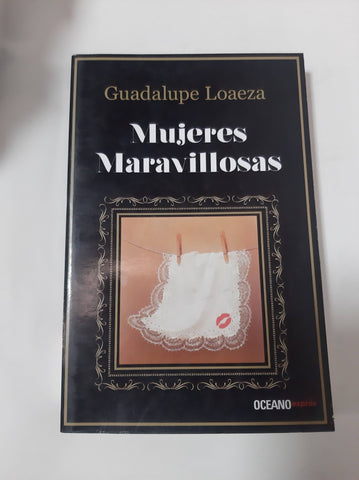 Guadalupe Loaeza
Mujeres
Maravillosas
OCEANO exprés